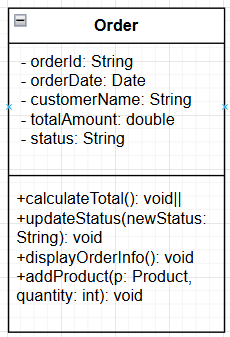 Order
- orderId: String
- orderDate: Date
- customerName: String
- totalAmount: double
- status: String
+calculateTotal(): void||
+updateStatus(newStatus:
String): void
+displayOrderInfo(): void
+addProduct(p: Product,
quantity: int): void